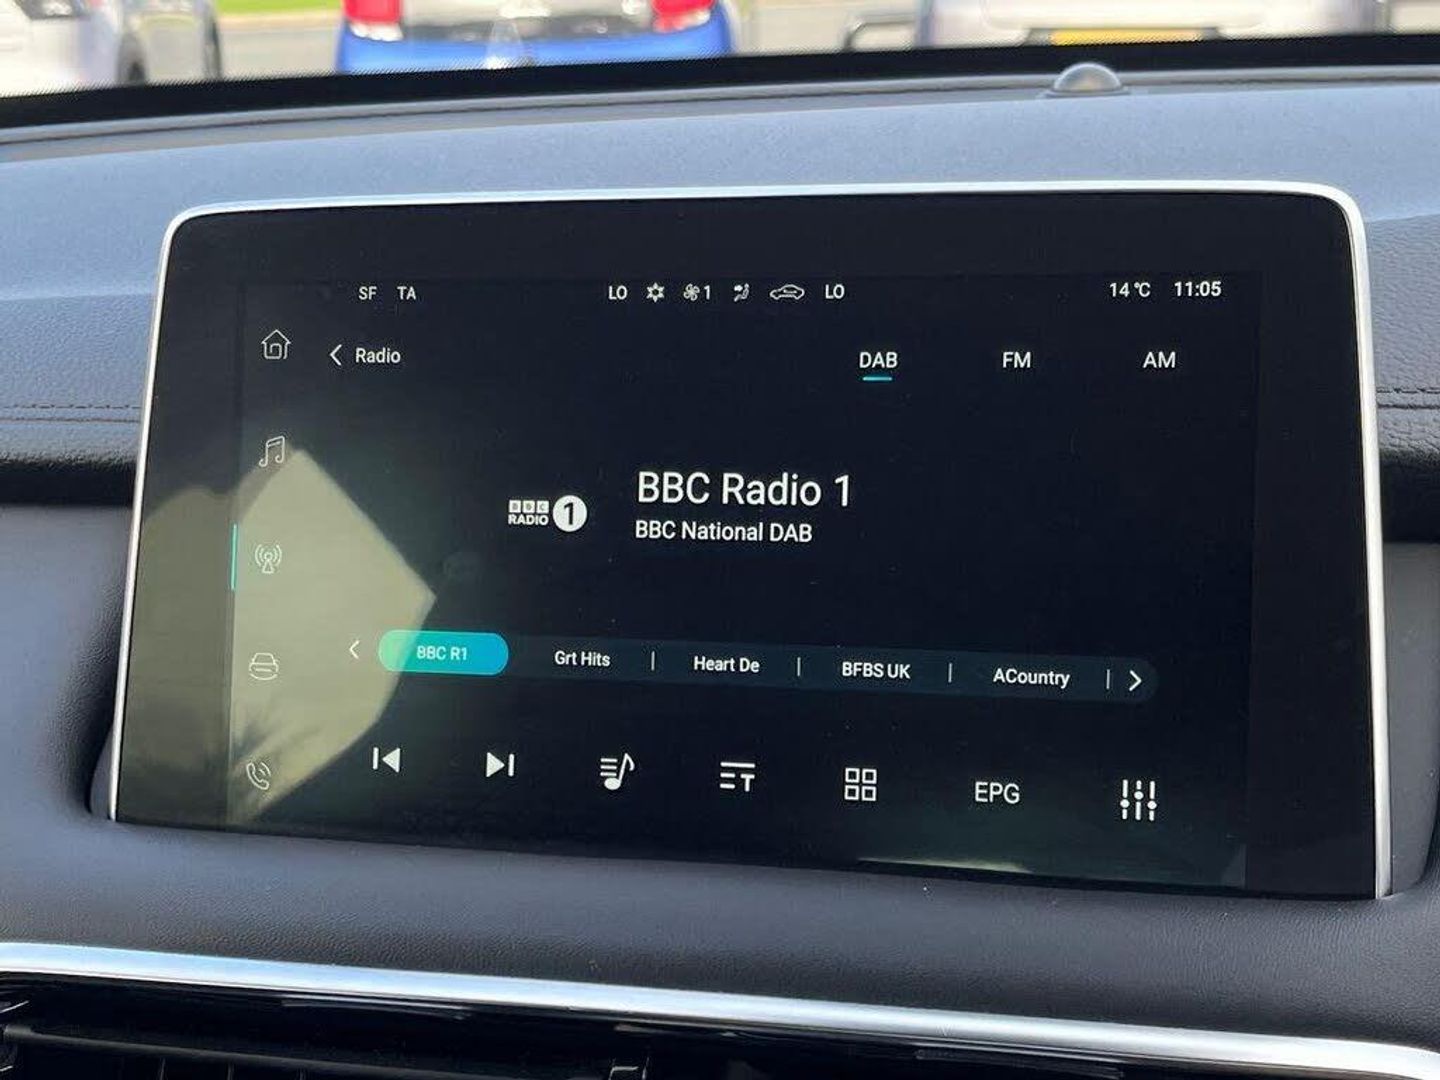 SF TA LO 1 LO 14°C 11:05
Radio DAB FM AM
BBC RADIO 1
BBC Radio 1
BBC National DAB
BBC R1 Grt Hits | Heart De | BFBS UK | ACountry |
EPG